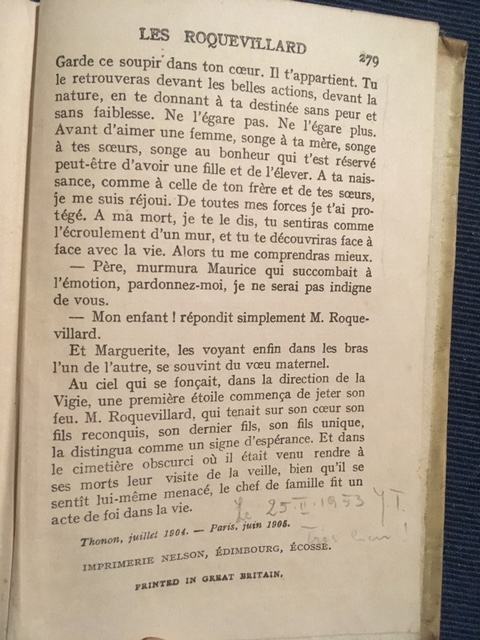 LES ROQUEVILLARD
279
Garde ce soupir dans ton cœur. Il t'appartient. Tu
le retrouveras devant les belles actions, devant la
nature, en te donnant à ta destinée sans peur et
sans faiblesse. Ne l'égare pas. Ne l'égare plus.
Avant d'aimer une femme, songe à ta mère, songe
à tes sœurs, songe au bonheur qui t'est réservé
peut-être d'avoir une fille et de l'élever. A ta nais-
sance, comme à celle de ton frère et de tes sœurs,
je me suis réjoui. De toutes mes forces je t'ai pro-
tégé. A ma mort, je te le dis, tu sentiras comme
l'écroulement d'un mur, et tu te découvriras face à
face avec la vie. Alors tu me comprendras mieux.
— Père, murmura Maurice qui succombait à
l'émotion, pardonnez-moi, je ne serai pas indigne
de vous.
— Mon enfant ! répondit simplement M. Roque-
villard.
Et Marguerite, les voyant enfin dans les bras
l'un de l'autre, se souvint du vœu maternel.
Au ciel qui se fonçait, dans la direction de la
Vigie, une première étoile commença de jeter son
feu. M. Roquevillard, qui tenait sur son cœur son
fils reconquis, son dernier fils, son fils unique,
la distingua comme un signe d'espérance. Et dans
le cimetière obscurci où il était venu rendre à
ses morts leur visite de la veille, bien qu'il se
sentît lui-même menacé, le chef de famille fit un
acte de foi dans la vie.
Le 25.II.1953 J.T.
Thonon, juillet 1904. — Paris, juin 1905.
très bien !
IMPRIMERIE NELSON, ÉDIMBOURG, ÉCOSSE.
PRINTED IN GREAT BRITAIN.